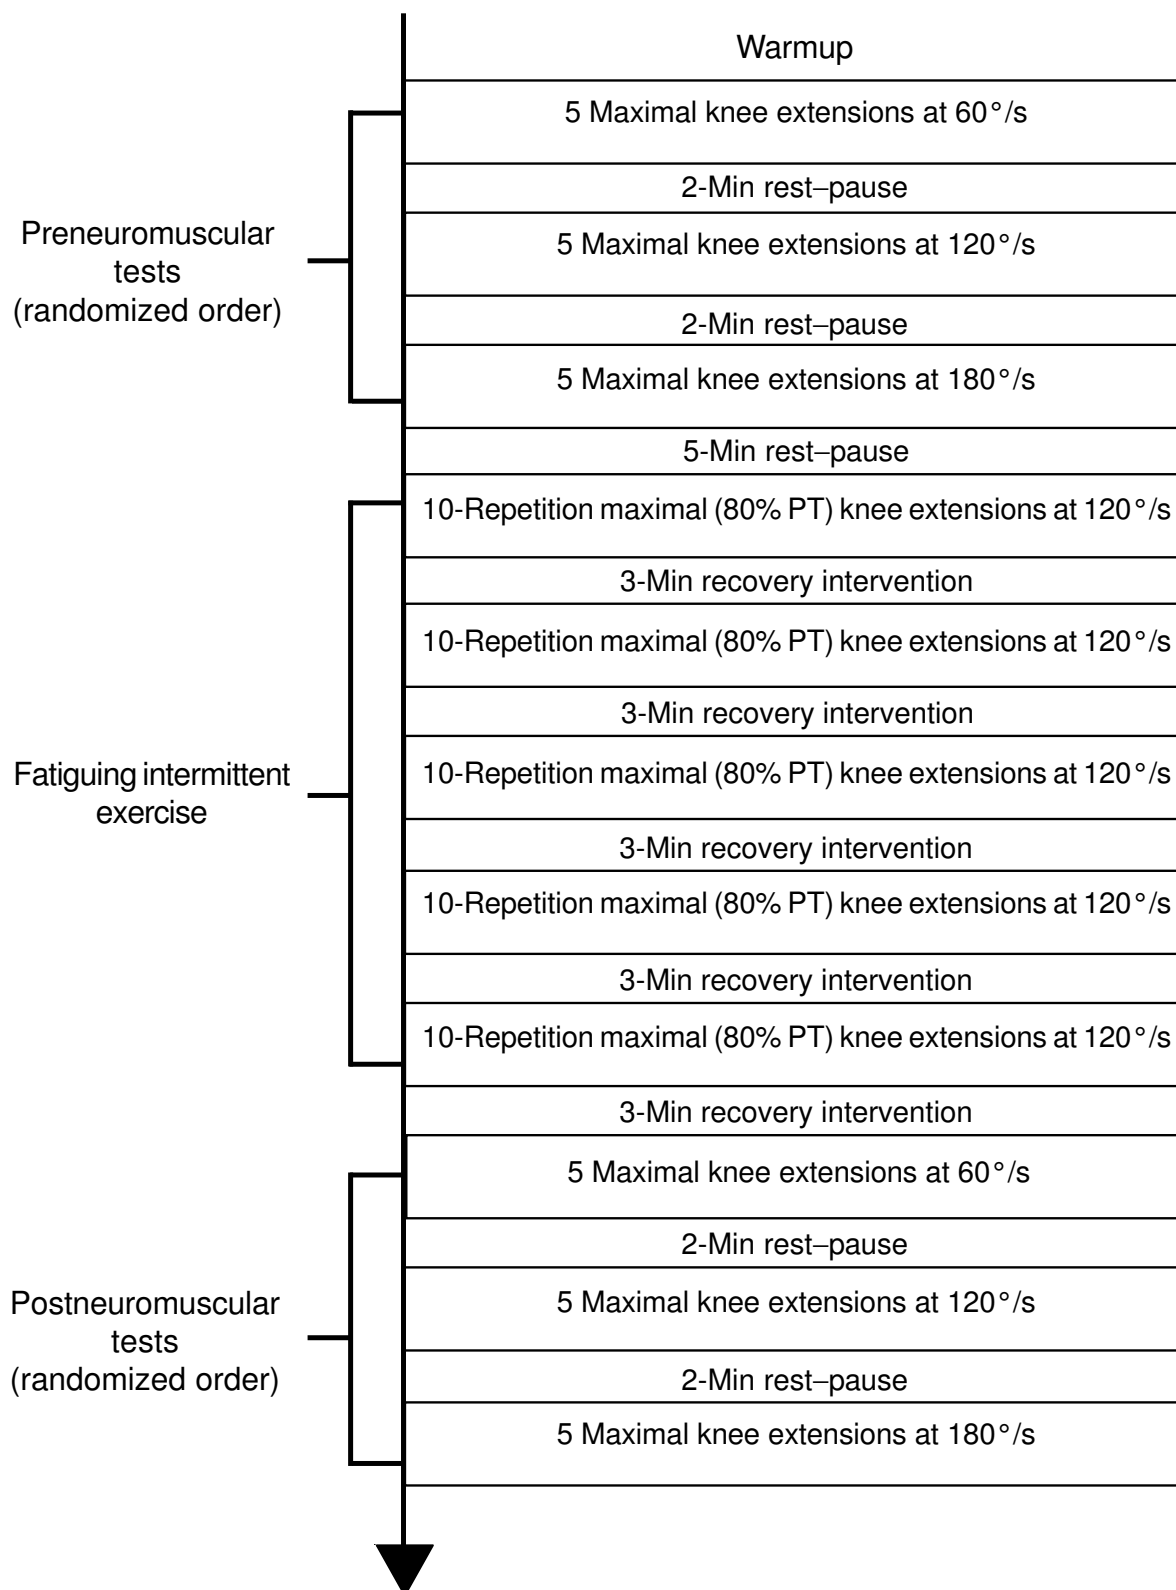 Warmup
5 Maximal knee extensions at 60°/s
2-Min rest–pause
5 Maximal knee extensions at 120°/s
2-Min rest–pause
5 Maximal knee extensions at 180°/s
Preneuromuscular
tests
(randomized order)
5-Min rest–pause
10-Repetition maximal (80% PT) knee extensions at 120°/s
3-Min recovery intervention
10-Repetition maximal (80% PT) knee extensions at 120°/s
3-Min recovery intervention
10-Repetition maximal (80% PT) knee extensions at 120°/s
3-Min recovery intervention
10-Repetition maximal (80% PT) knee extensions at 120°/s
3-Min recovery intervention
10-Repetition maximal (80% PT) knee extensions at 120°/s
Fatiguing intermittent
exercise
3-Min recovery intervention
5 Maximal knee extensions at 60°/s
2-Min rest–pause
5 Maximal knee extensions at 120°/s
2-Min rest–pause
5 Maximal knee extensions at 180°/s
Postneuromuscular
tests
(randomized order)